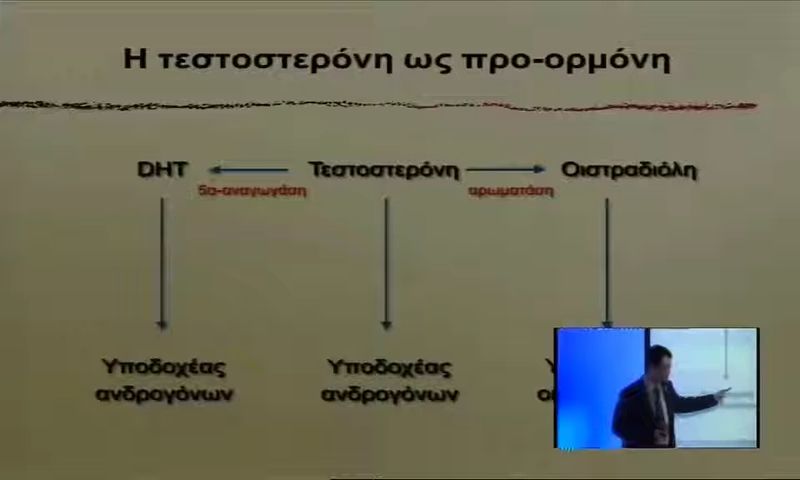 Η τεστοστερόνη ως προ-ορμόνη
DHT Τεστοστερόνη Οιστραδιόλη
5α-αναγωγάση αρωματάση
Υποδοχέας Υποδοχέας
ανδρογόνων ανδρογόνων